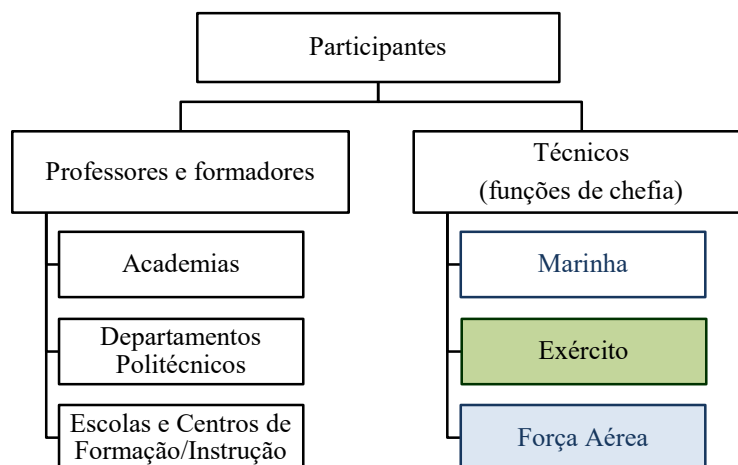 Participantes
Professores e formadores
Academias
Departamentos
Politécnicos
Escolas e Centros de
Formação/Instrução
Técnicos
(funções de chefia)
Marinha
Exército
Força Aérea